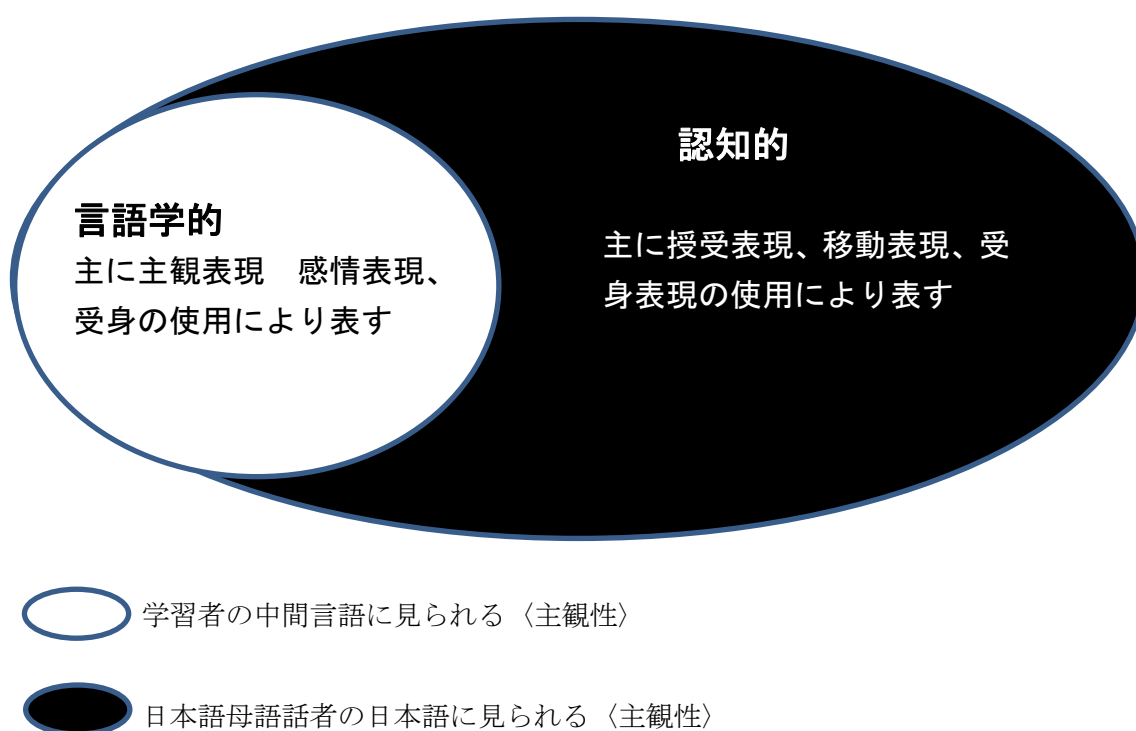 認知的
言語学的
主に主観表現　感情表現、
受身の使用により表す
主に授受表現、移動表現、受
身表現の使用により表す
学習者の中間言語に見られる〈主観性〉
日本語母語話者の日本語に見られる〈主観性〉